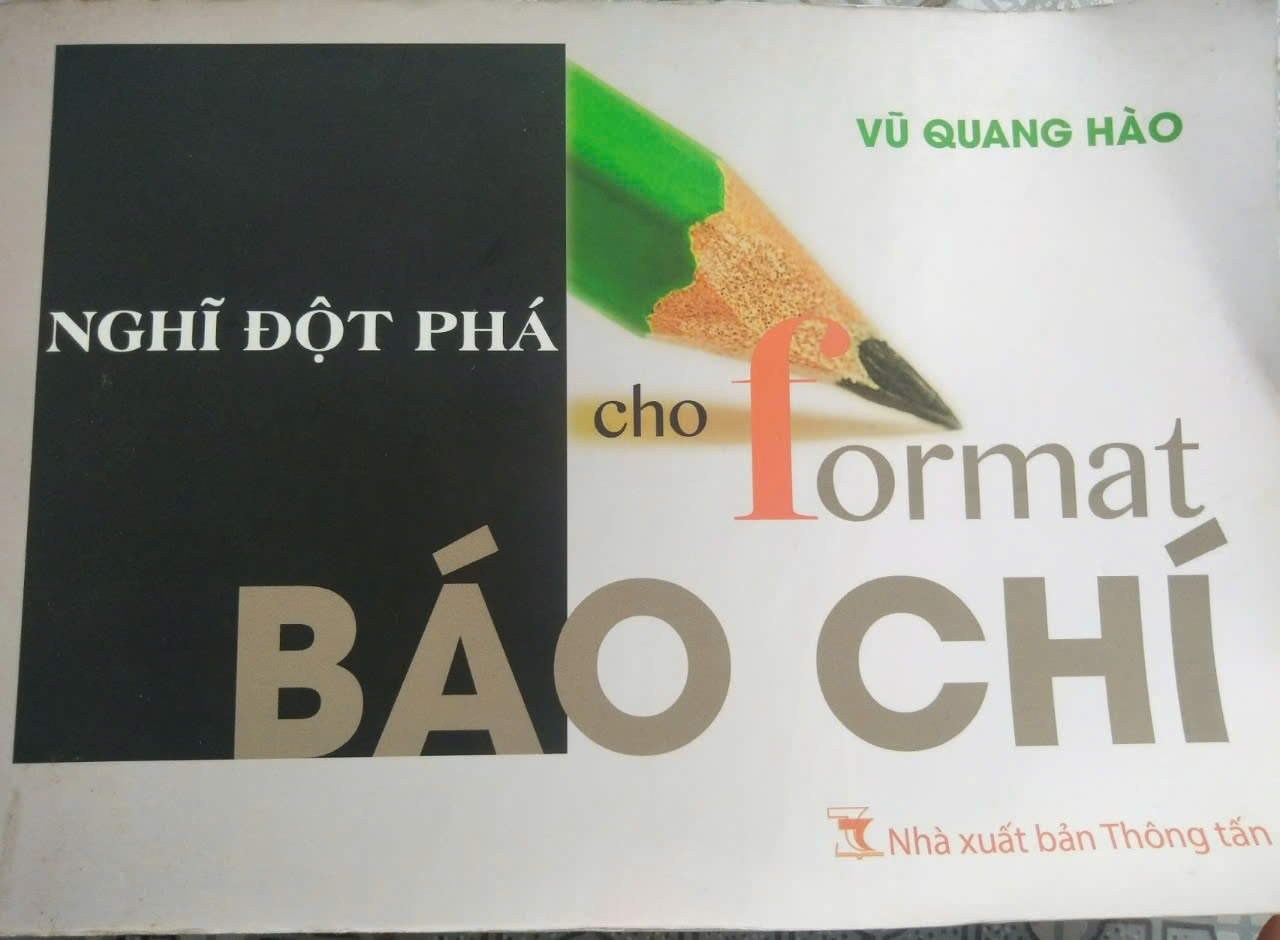 VŨ QUANG HÀO
NGHĨ ĐỘT PHÁ
cho format
BÁO CHÍ
Nhà xuất bản Thông tấn